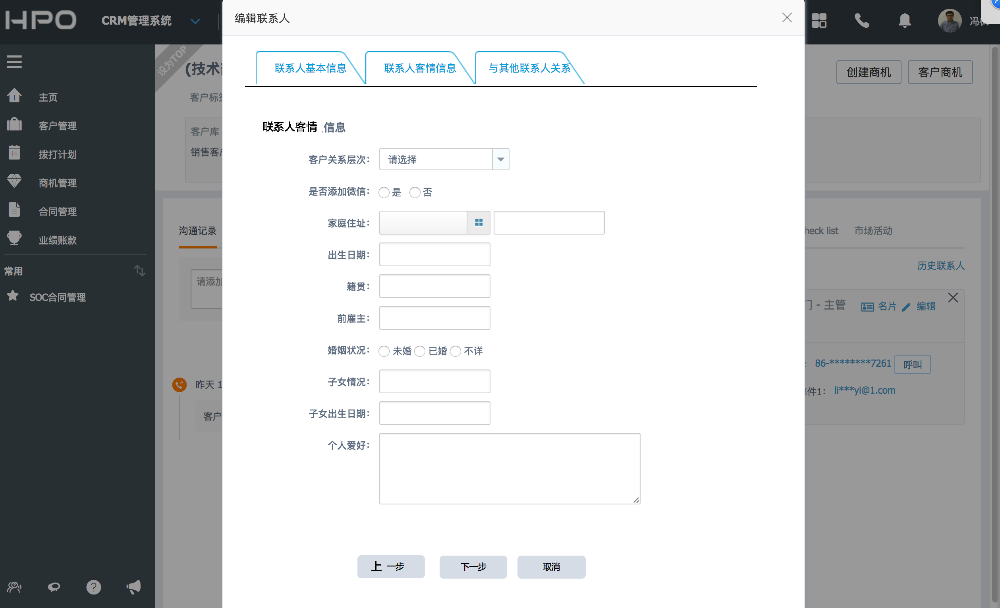 HPO
CRM管理系统
编辑联系人
联系人基本信息
联系人客情信息
与其他联系人关系
主页
客户管理
拨打计划
14
商机管理
合同管理
业绩账款
常用
SOC合同管理
设为TOP
(技术
客户标签
客户库
销售客户
沟通记录
请添加
昨天 1
客户
联系人客情 信息
客户关系层次：
请选择
是否添加微信：
是 否
家庭住址：
出生日期：
籍贯：
前雇主：
婚姻状况：
未婚 已婚 不详
子女情况：
子女出生日期：
个人爱好：
上 一步
下一步
取消
创建商机
客户商机
heck list
市场活动
历史联系人
门 - 主管
名片
编辑
86-********7261
呼叫
件1：
li***yi@1.com
冯